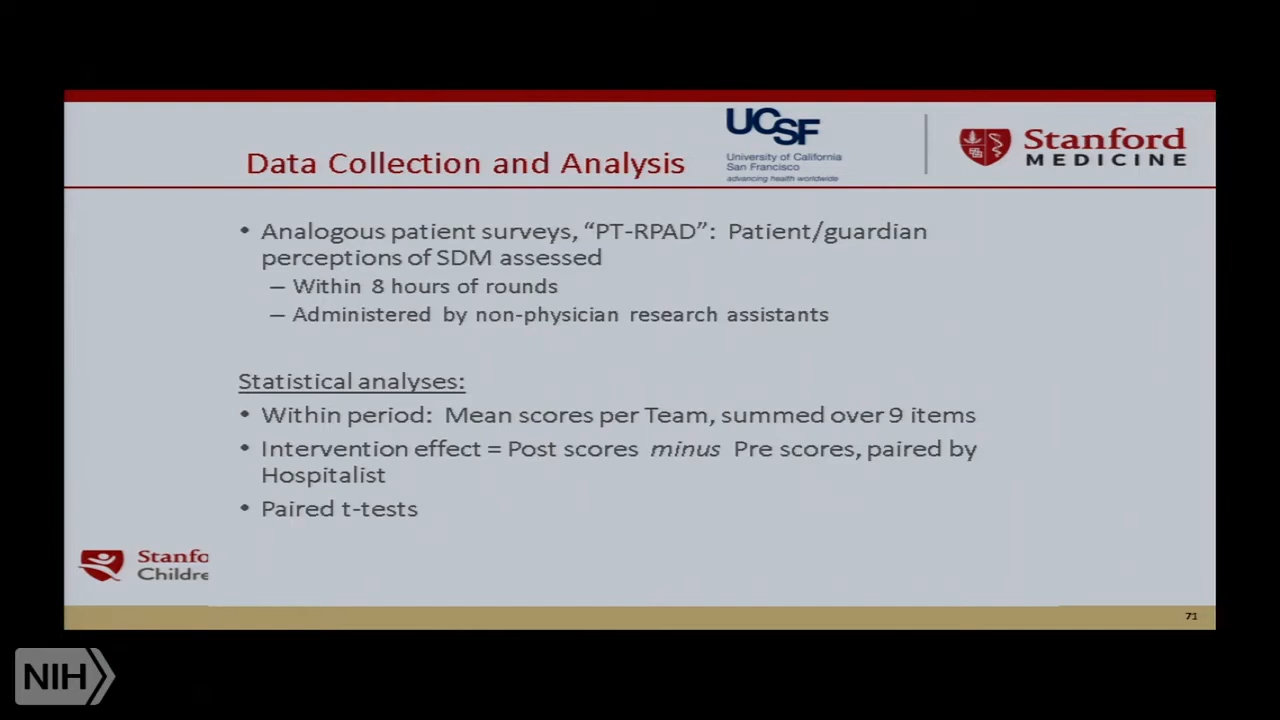 UCSF
University of California
San Francisco
advancing health worldwide
Stanford
MEDICINE
Data Collection and Analysis
• Analogous patient surveys, “PT-RPAD”: Patient/guardian
perceptions of SDM assessed
– Within 8 hours of rounds
– Administered by non-physician research assistants
Statistical analyses:
• Within period: Mean scores per Team, summed over 9 items
• Intervention effect = Post scores minus Pre scores, paired by
Hospitalist
• Paired t-tests
Stanfo
Childre
71
NIH